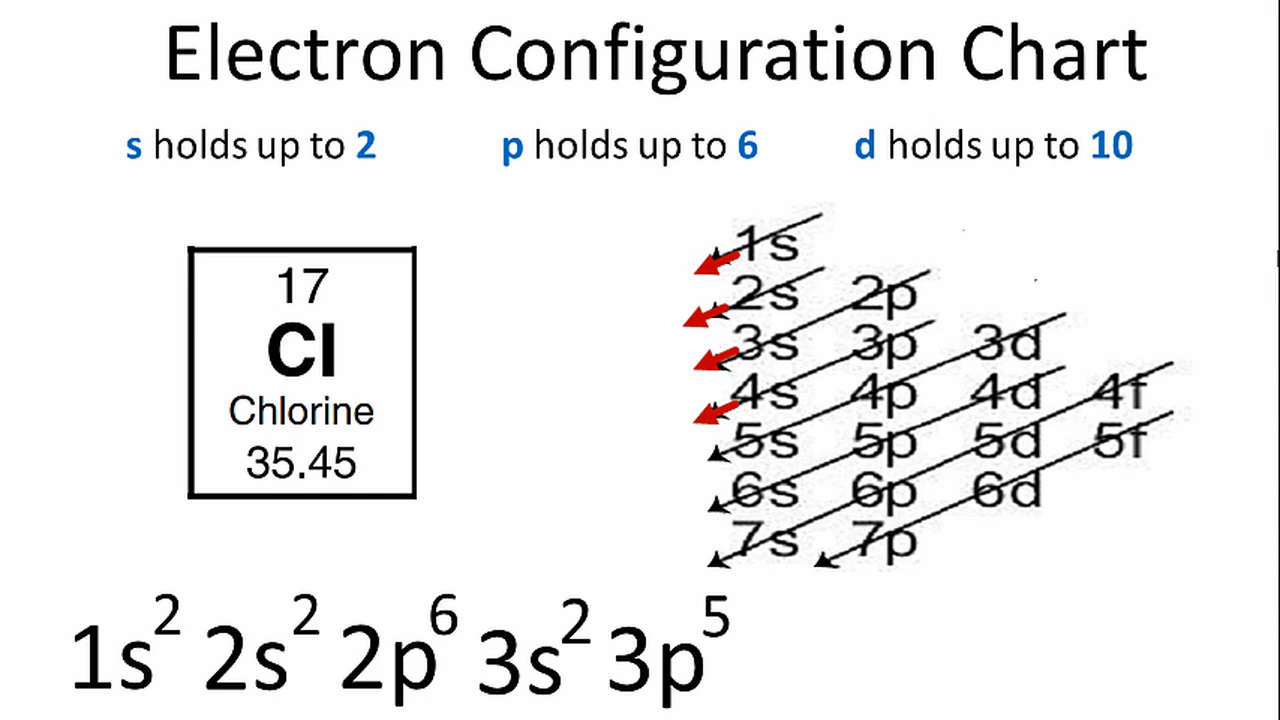 Electron Configuration Chart
s holds up to 2 p holds up to 6 d holds up to 10
17
Cl
Chlorine
35.45
1s
2s 2p
3s 3p 3d
4s 4p 4d 4f
5s 5p 5d 5f
6s 6p 6d
7s 7p
1s² 2s² 2p⁶ 3s² 3p⁵